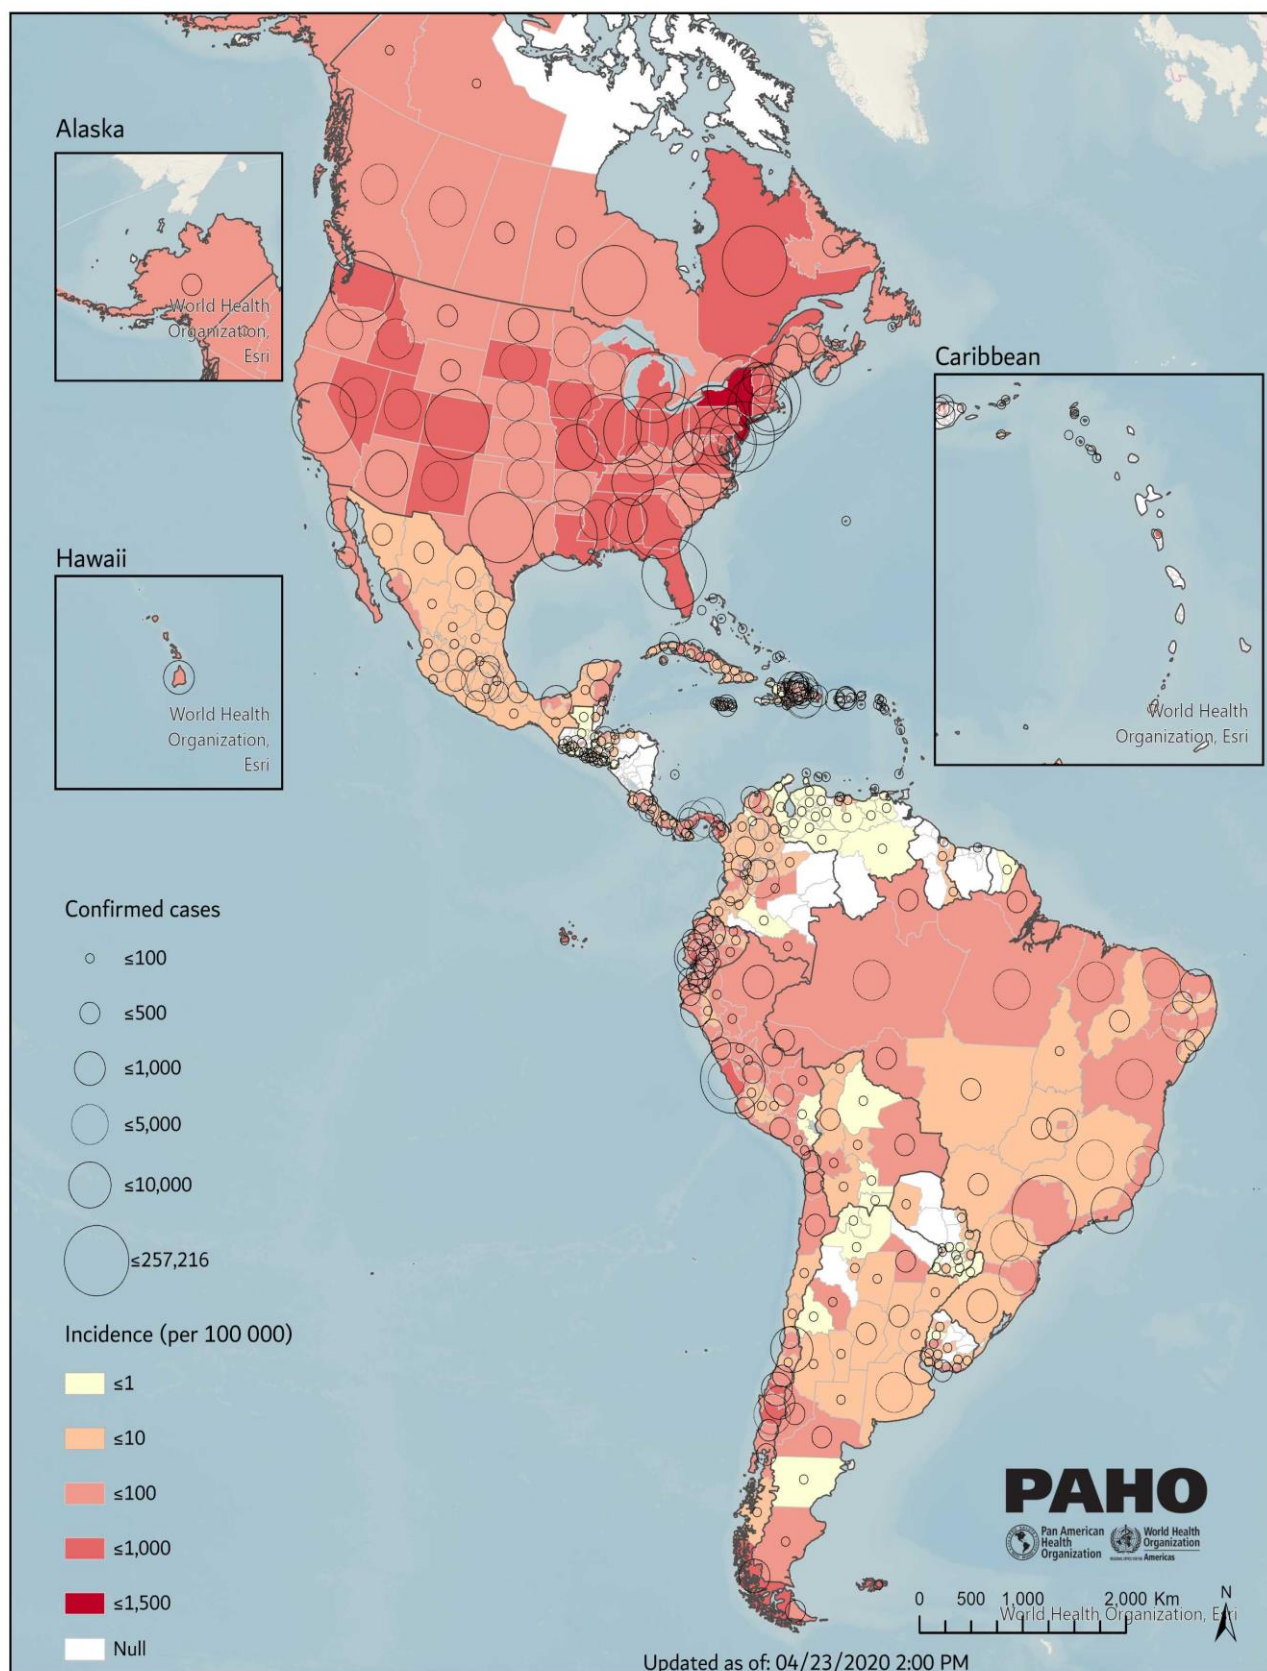 Alaska
World Health
Organization,
Esri
Caribbean
World Health
Organization, Esri
Hawaii
World Health
Organization,
Esri
Confirmed cases
≤100
≤500
≤1,000
≤5,000
≤10,000
≤257,216
Incidence (per 100 000)
≤1
≤10
≤100
≤1,000
≤1,500
Null
PAHO
Pan American
Health
Organization
World Health
Organization
Americas
0 500 1,000 2,000 Km
N
World Health Organization, Esri
Updated as of: 04/23/2020 2:00 PM